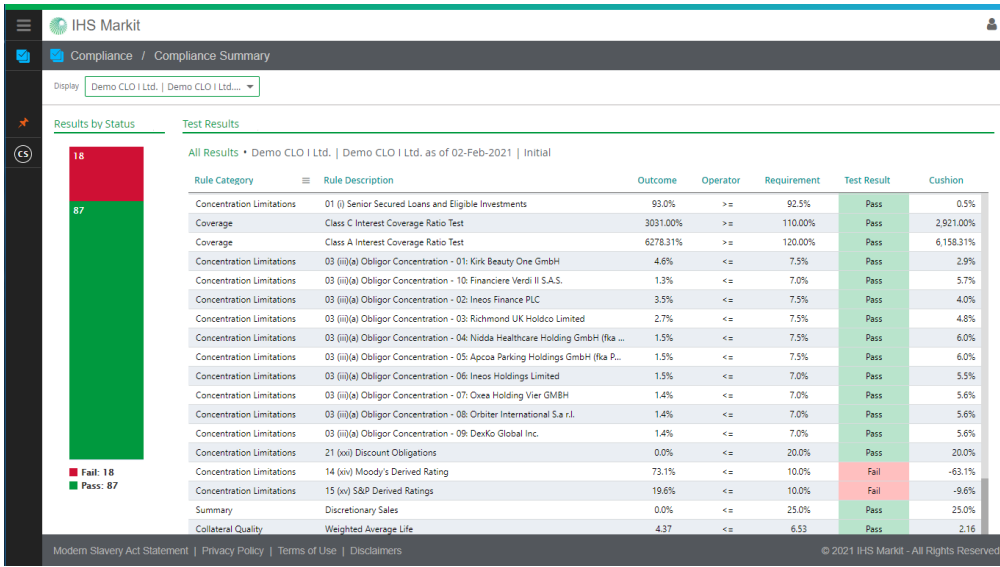 IHS Markit
Compliance / Compliance Summary
Display Demo CLO I Ltd. | Demo CLO I Ltd....
Results by Status
Test Results
CS
18
87
Fail: 18
Pass: 87
All Results • Demo CLO I Ltd. | Demo CLO I Ltd. as of 02-Feb-2021 | Initial
Rule Category Rule Description Outcome Operator Requirement Test Result Cushion
Concentration Limitations 01 (i) Senior Secured Loans and Eligible Investments 93.0% >= 92.5% Pass 0.5%
Coverage Class C Interest Coverage Ratio Test 3031.00% >= 110.00% Pass 2,921.00%
Coverage Class A Interest Coverage Ratio Test 6278.31% >= 120.00% Pass 6,158.31%
Concentration Limitations 03 (iii)(a) Obligor Concentration - 01: Kirk Beauty One GmbH 4.6% <= 7.5% Pass 2.9%
Concentration Limitations 03 (iii)(a) Obligor Concentration - 10: Financiere Verdi II S.A.S. 1.3% <= 7.0% Pass 5.7%
Concentration Limitations 03 (iii)(a) Obligor Concentration - 02: Ineos Finance PLC 3.5% <= 7.5% Pass 4.0%
Concentration Limitations 03 (iii)(a) Obligor Concentration - 03: Richmond UK Holdco Limited 2.7% <= 7.5% Pass 4.8%
Concentration Limitations 03 (iii)(a) Obligor Concentration - 04: Nidda Healthcare Holding GmbH (fka ... 1.5% <= 7.5% Pass 6.0%
Concentration Limitations 03 (iii)(a) Obligor Concentration - 05: Apcoa Parking Holdings GmbH (fka P... 1.5% <= 7.5% Pass 6.0%
Concentration Limitations 03 (iii)(a) Obligor Concentration - 06: Ineos Holdings Limited 1.5% <= 7.0% Pass 5.5%
Concentration Limitations 03 (iii)(a) Obligor Concentration - 07: Oxea Holding Vier GMBH 1.4% <= 7.0% Pass 5.6%
Concentration Limitations 03 (iii)(a) Obligor Concentration - 08: Orbiter International S.a r.l. 1.4% <= 7.0% Pass 5.6%
Concentration Limitations 03 (iii)(a) Obligor Concentration - 09: DexKo Global Inc. 1.4% <= 7.0% Pass 5.6%
Concentration Limitations 21 (xxi) Discount Obligations 0.0% <= 20.0% Pass 20.0%
Concentration Limitations 14 (xiv) Moody's Derived Rating 73.1% <= 10.0% Fail -63.1%
Concentration Limitations 15 (xv) S&P Derived Ratings 19.6% <= 10.0% Fail -9.6%
Summary Discretionary Sales 0.0% <= 25.0% Pass 25.0%
Collateral Quality Weighted Average Life 4.37 <= 6.53 Pass 2.16
Modern Slavery Act Statement | Privacy Policy | Terms of Use | Disclaimers
© 2021 IHS Markit - All Rights Reserved